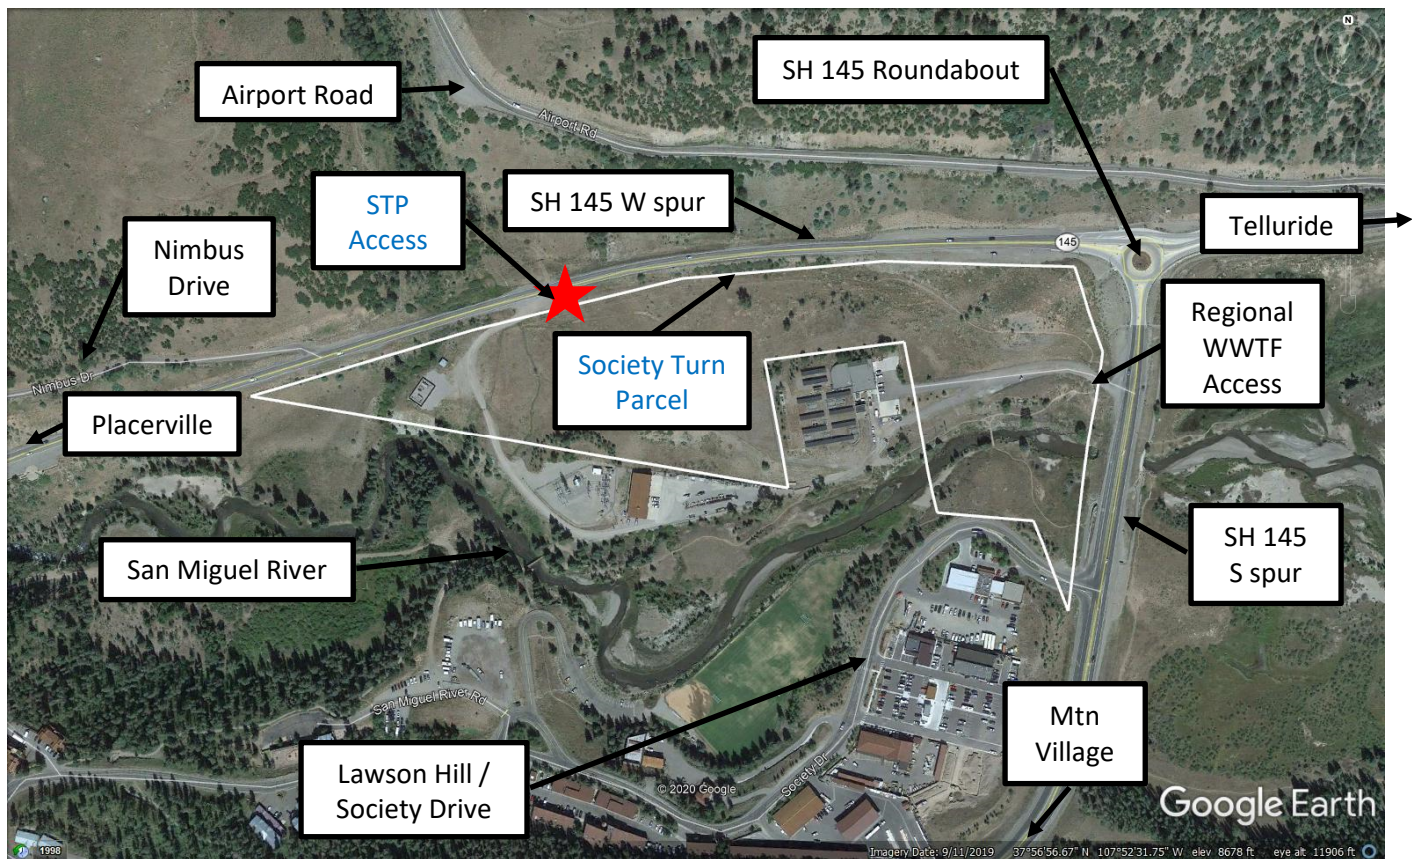 N
SH 145 Roundabout
Airport Road
Airport Rd
STP
Access
SH 145 W spur
Telluride
Nimbus
Drive
145
Regional
WWTF
Access
Society Turn
Parcel
Nimbus Dr
Placerville
San Miguel River
SH 145
S spur
San Miguel River Rd
Mtn
Village
Lawson Hill /
Society Drive
Society Dr
© 2020 Google
Google Earth
1998
Imagery Date: 9/11/2019 37°56'56.67" N 107°52'31.75" W elev 8678 ft eye alt 11906 ft